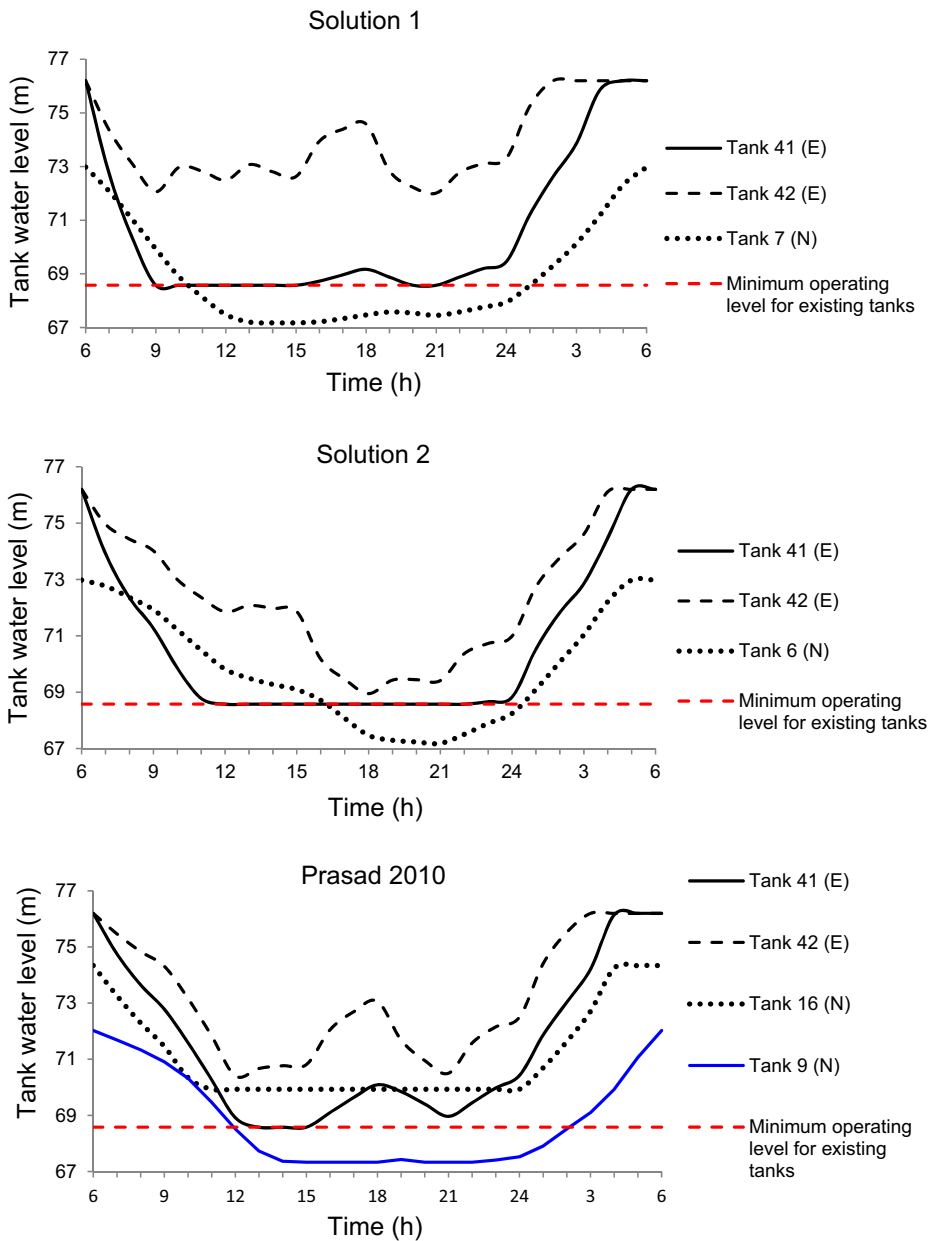 Solution 1
Tank water level (m)
77
75
73
71
69
67
6 9 12 15 18 21 24 3 6
Time (h)
Tank 41 (E)
Tank 42 (E)
Tank 7 (N)
Minimum operating
level for existing tanks
Solution 2
Tank water level (m)
77
75
73
71
69
67
6 9 12 15 18 21 24 3 6
Time (h)
Tank 41 (E)
Tank 42 (E)
Tank 6 (N)
Minimum operating
level for existing tanks
Prasad 2010
Tank water level (m)
77
75
73
71
69
67
6 9 12 15 18 21 24 3 6
Time (h)
Tank 41 (E)
Tank 42 (E)
Tank 16 (N)
Tank 9 (N)
Minimum operating
level for existing
tanks